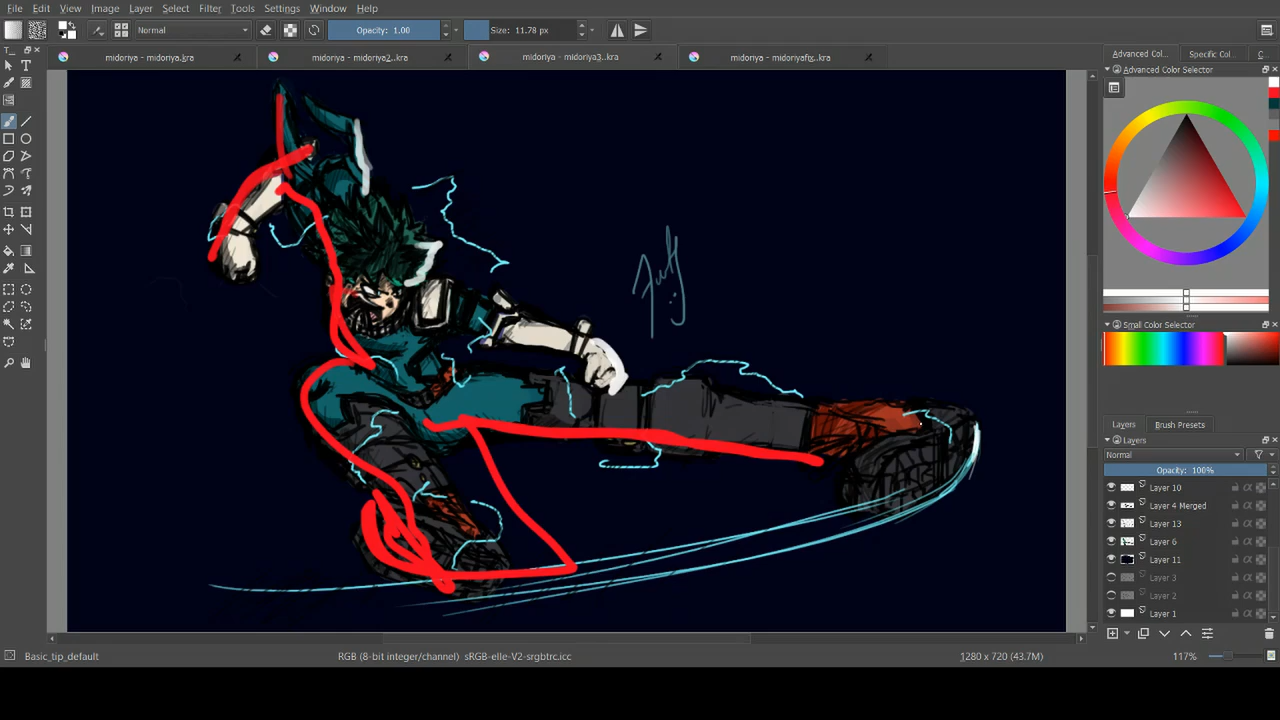 File Edit View Image Layer Select Filter Tools Settings Window Help
Normal Opacity: 1.00 Size: 11.78 px
midoriya - midoriya.kra midoriya - midoriya2..kra midoriya - midoriya3..kra midoriya - midoriyafix..kra
Advanced Col... Specific Col... C...
Advanced Color Selector
Small Color Selector
Layers Brush Presets
Layers
Normal
Opacity: 100%
Layer 10
Layer 4 Merged
Layer 13
Layer 6
Layer 11
Layer 3
Layer 2
Layer 1
Basic_tip_default RGB (8-bit integer/channel) sRGB-elle-V2-srgbtrc.icc 1280 x 720 (43.7M) 117%